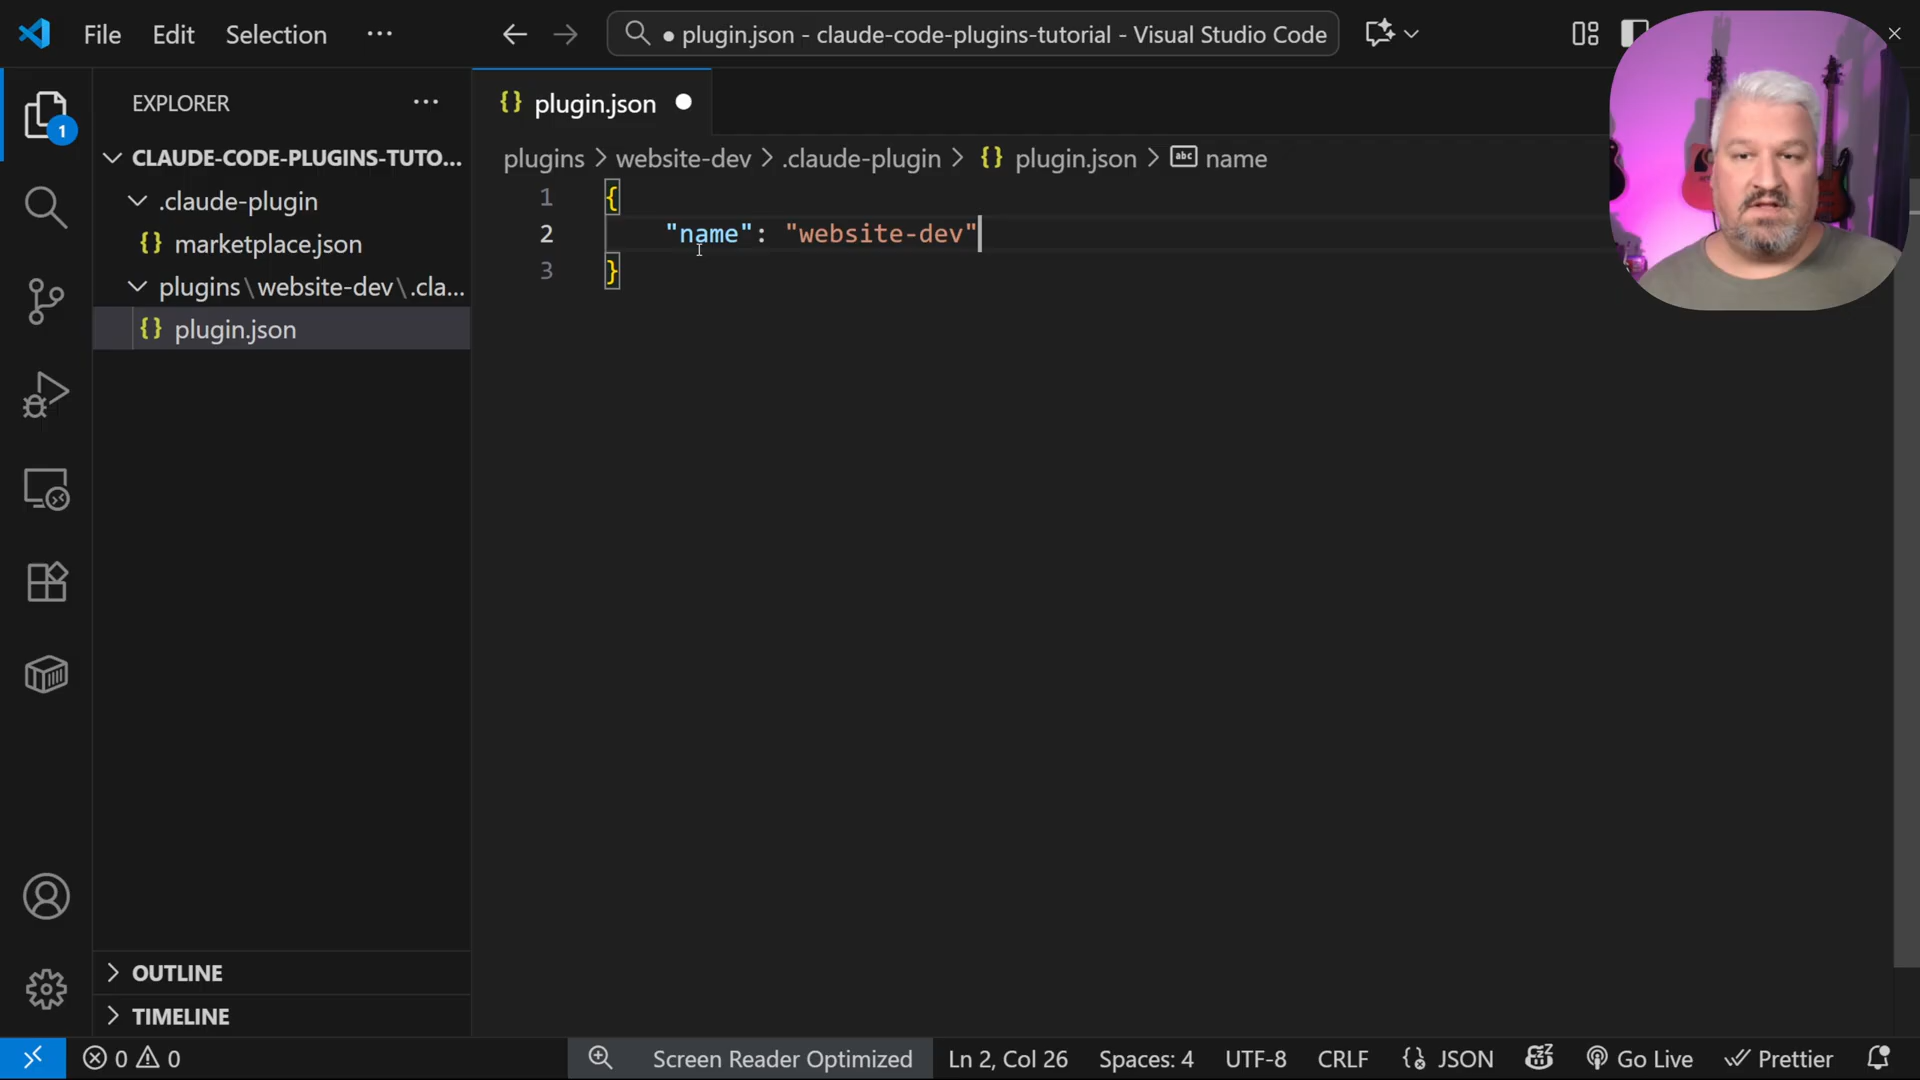 File Edit Selection ···
● plugin.json - claude-code-plugins-tutorial - Visual Studio Code
EXPLORER ···
CLAUDE-CODE-PLUGINS-TUTO...
.claude-plugin
{} marketplace.json
plugins\website-dev\.cla...
{} plugin.json
OUTLINE
TIMELINE
1
{} plugin.json ●
plugins > website-dev > .claude-plugin > {} plugin.json > abc name
1 {
2 "name": "website-dev"
3 }
0 0
Screen Reader Optimized
Ln 2, Col 26
Spaces: 4
UTF-8
CRLF
{} JSON
Go Live
Prettier